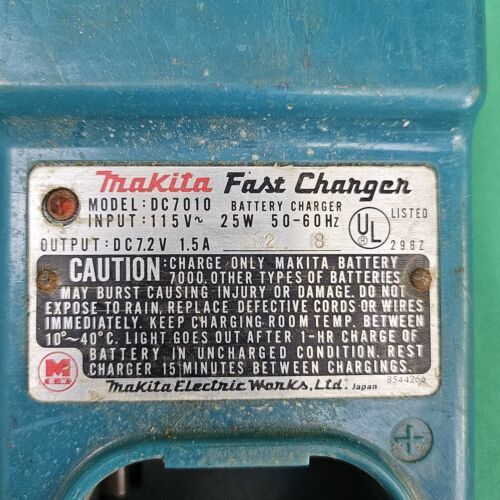 makita Fast Charger
MODEL:DC7010 BATTERY CHARGER
INPUT:115V~ 25W 50-60Hz
OUTPUT:DC7.2V 1.5A 2 8
UL LISTED
296Z
CAUTION:CHARGE ONLY MAKITA BATTERY
7000. OTHER TYPES OF BATTERIES
MAY BURST CAUSING INJURY OR DAMAGE. DO NOT
EXPOSE TO RAIN. REPLACE DEFECTIVE CORDS OR WIRES
IMMEDIATELY. KEEP CHARGING ROOM TEMP. BETWEEN
10°~40°C. LIGHT GOES OUT AFTER 1-HR CHARGE OF
BATTERY IN UNCHARGED CONDITION. REST
CHARGER 15 MINUTES BETWEEN CHARGINGS.
M
E.W
makita Electric Works, Ltd. Japan
8544266
+